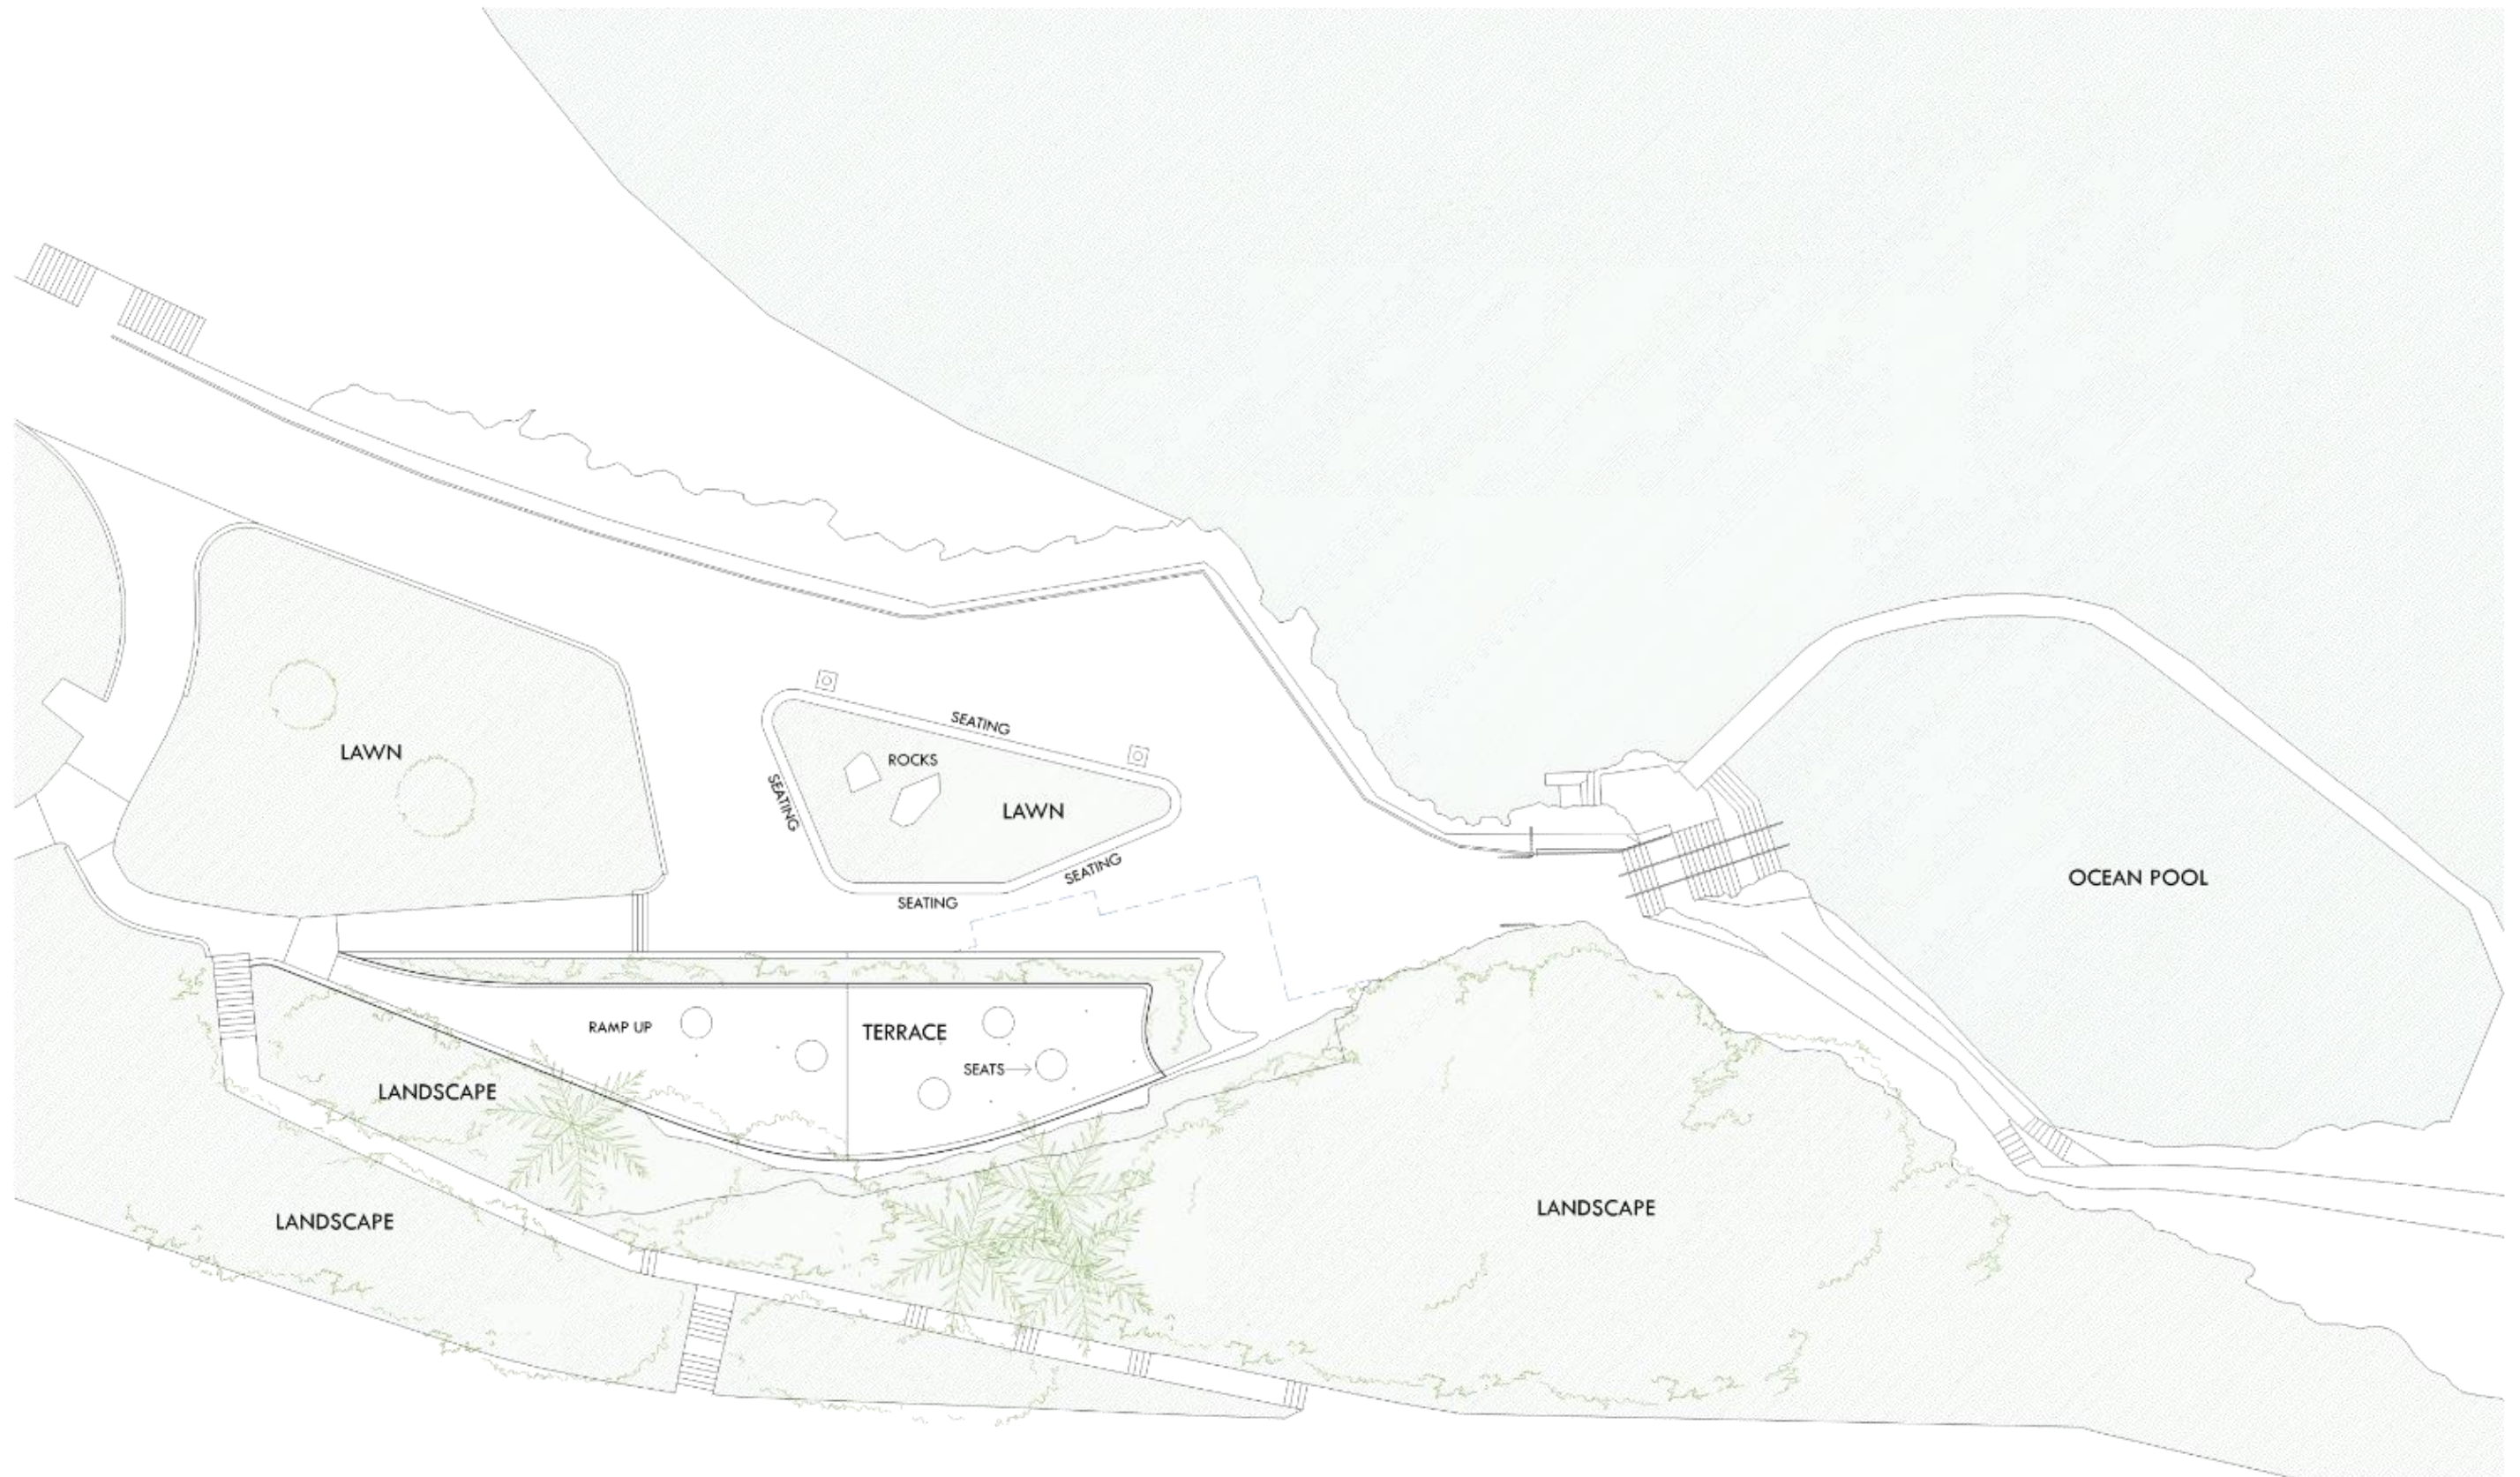 SEATING
LAWN
ROCKS
SEATING
LAWN
SEATING
SEATING
OCEAN POOL
RAMP UP
TERRACE
SEATS
LANDSCAPE
LANDSCAPE
LANDSCAPE